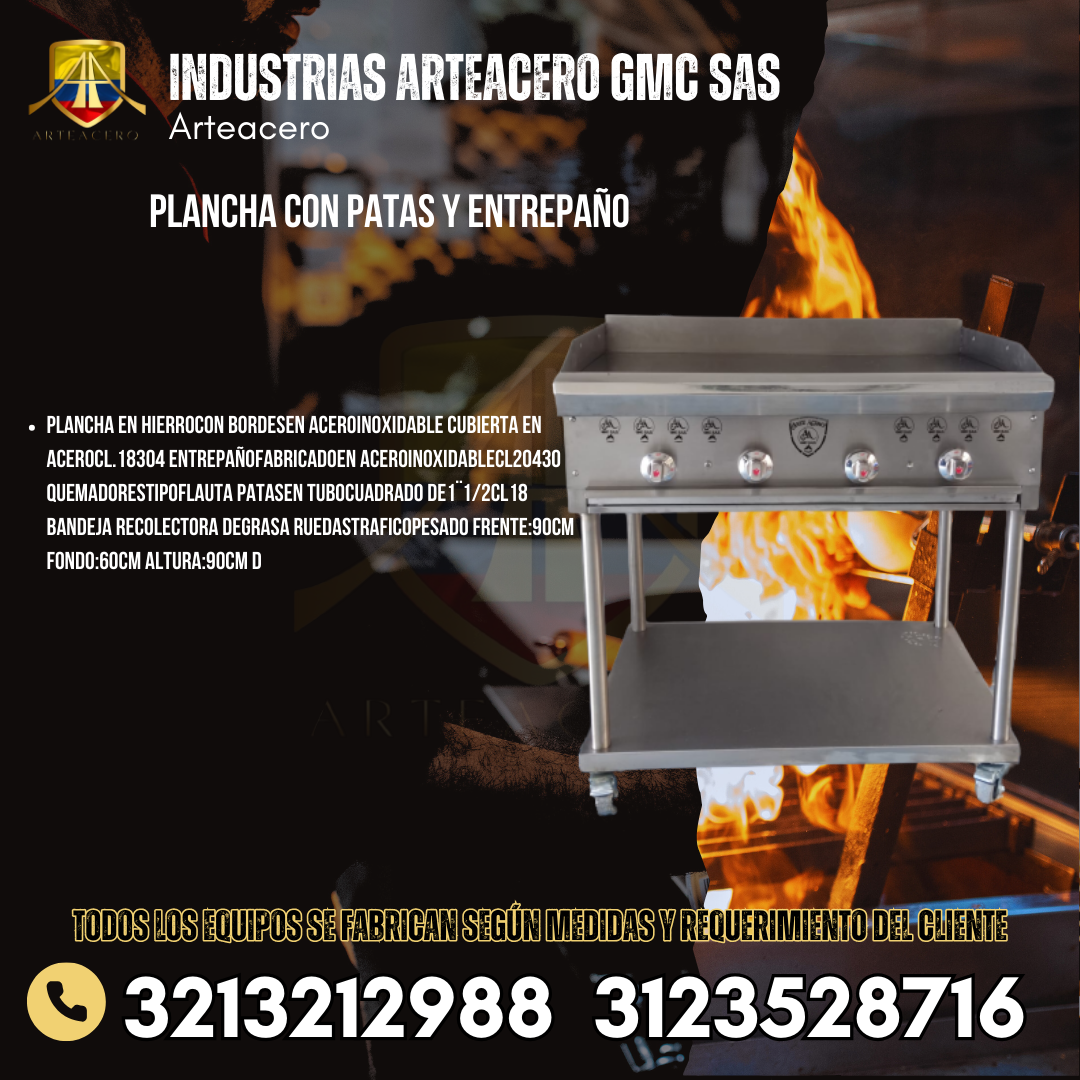 INDUSTRIAS ARTEACERO GMC SAS
ARTEACERO
Arteacero
PLANCHA CON PATAS Y ENTREPAÑO
• PLANCHA EN HIERROCON BORDESEN ACEROINOXIDABLE CUBIERTA EN
ACEROCL.18304 ENTREPAÑOFABRICADOEN ACEROINOXIDABLECL20430
QUEMADORESTIPOFLAUTA PATASEN TUBOCUADRADO DE1¨1/2CL18
BANDEJA RECOLECTORA DEGRASA RUEDASTRAFICOPESADO FRENTE:90CM
FONDO:60CM ALTURA:90CM D
TODOS LOS EQUIPOS SE FABRICAN SEGÚN MEDIDAS Y REQUERIMIENTO DEL CLIENTE
3213212988 3123528716